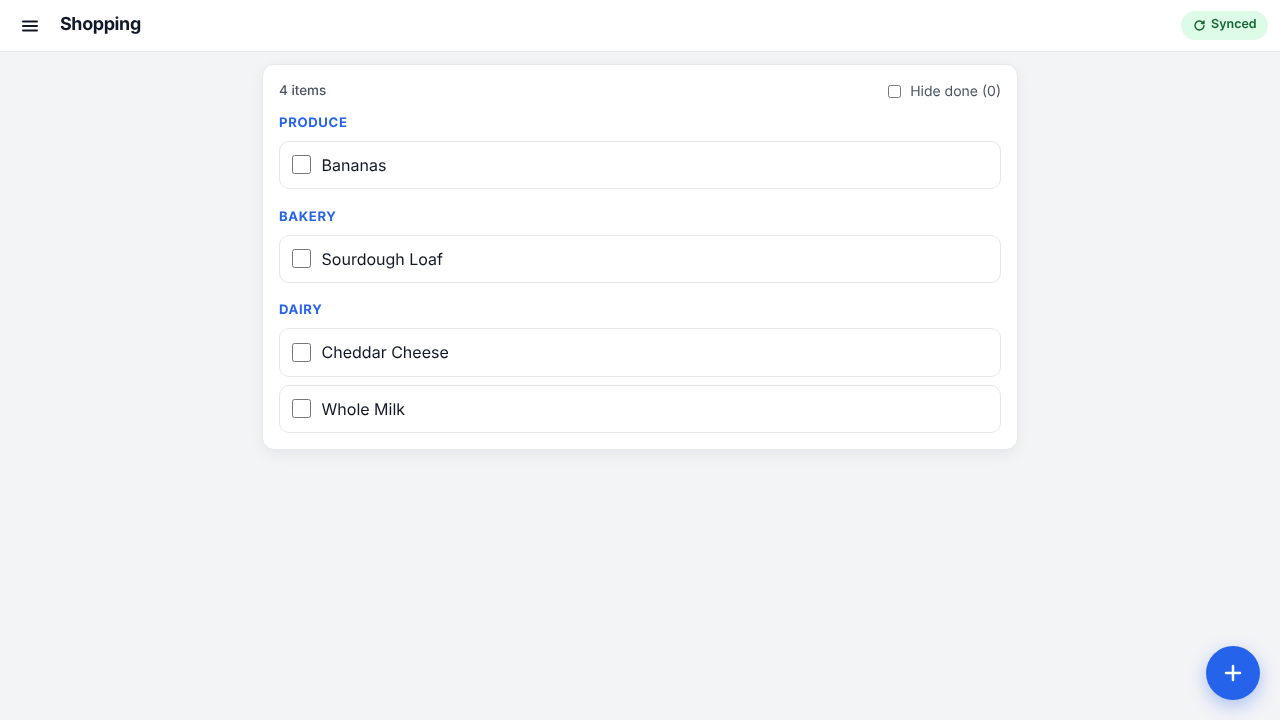 Shopping
Synced
4 items
Hide done (0)
PRODUCE
Bananas
BAKERY
Sourdough Loaf
DAIRY
Cheddar Cheese
Whole Milk